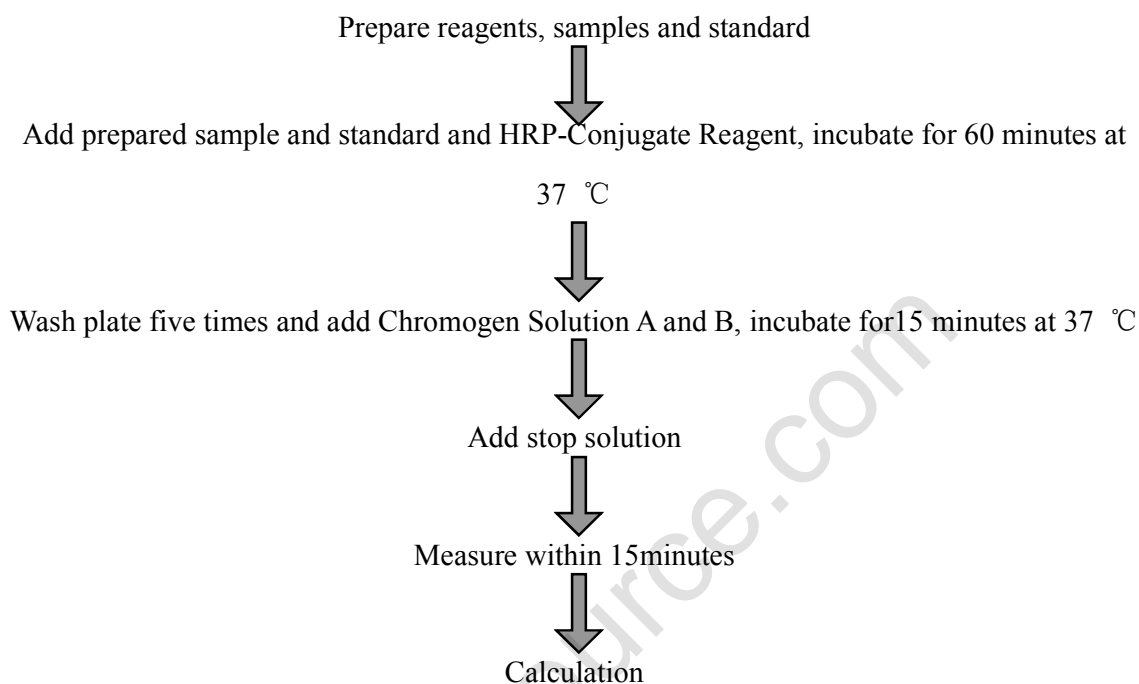 Prepare reagents, samples and standard
Add prepared sample and standard and HRP-Conjugate Reagent, incubate for 60 minutes at
37 ℃
Wash plate five times and add Chromogen Solution A and B, incubate for15 minutes at 37 ℃
Add stop solution
Measure within 15minutes
Calculation